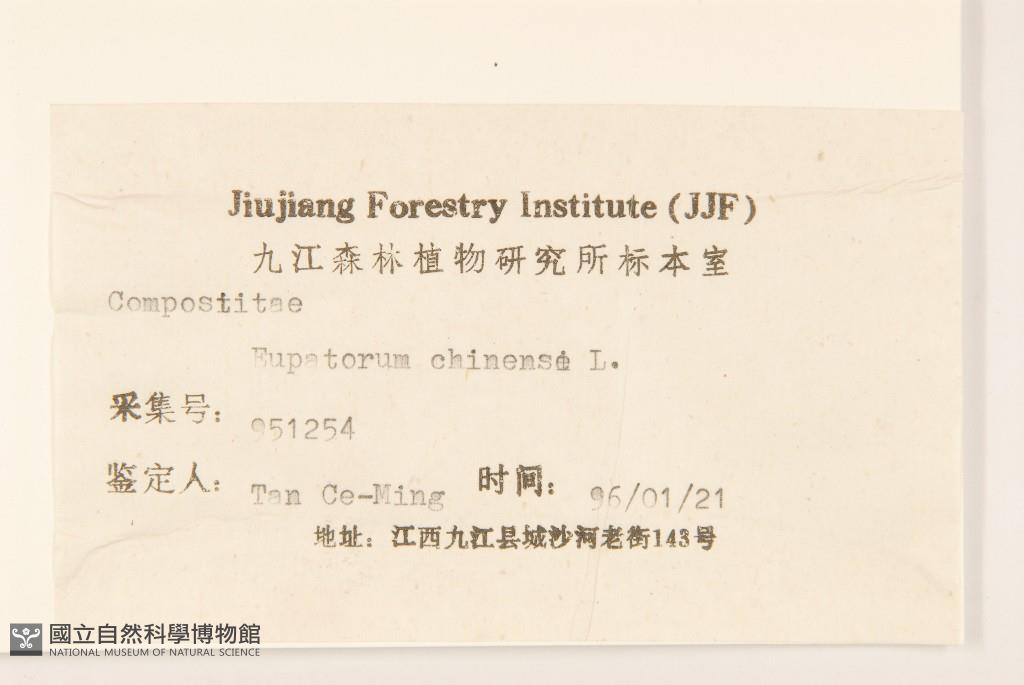 Jiujiang Forestry Institute (JJF)
九江森林植物研究所标本室
Compostitae
Eupatorum chinense L.
采集号: 951254
鉴定人: Tan Ce-Ming 时间: 96/01/21
地址: 江西九江县城沙河老街143号
國立自然科學博物館
NATIONAL MUSEUM OF NATURAL SCIENCE